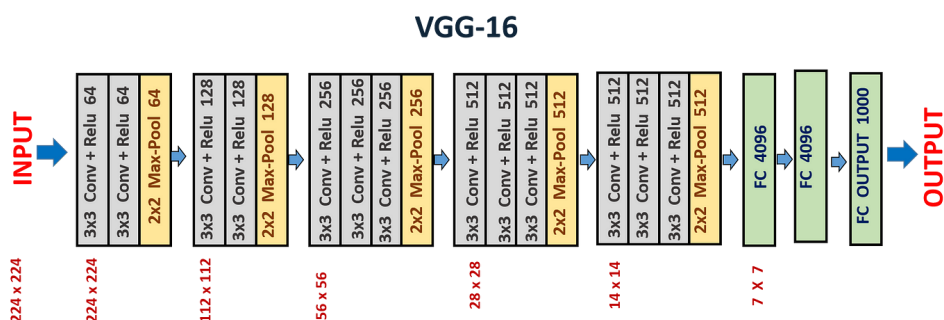 VGG-16
INPUT
3x3 Conv + Relu 64
3x3 Conv + Relu 64
2x2 Max-Pool 64
3x3 Conv + Relu 128
3x3 Conv + Relu 128
2x2 Max-Pool 128
3x3 Conv + Relu 256
3x3 Conv + Relu 256
3x3 Conv + Relu 256
2x2 Max-Pool 256
3x3 Conv + Relu 512
3x3 Conv + Relu 512
3x3 Conv + Relu 512
2x2 Max-Pool 512
3x3 Conv + Relu 512
3x3 Conv + Relu 512
3x3 Conv + Relu 512
2x2 Max-Pool 512
FC 4096
FC 4096
FC OUTPUT 1000
OUTPUT
224 x 224
224 x 224
112 x 112
56 x 56
28 x 28
14 x 14
7 X 7